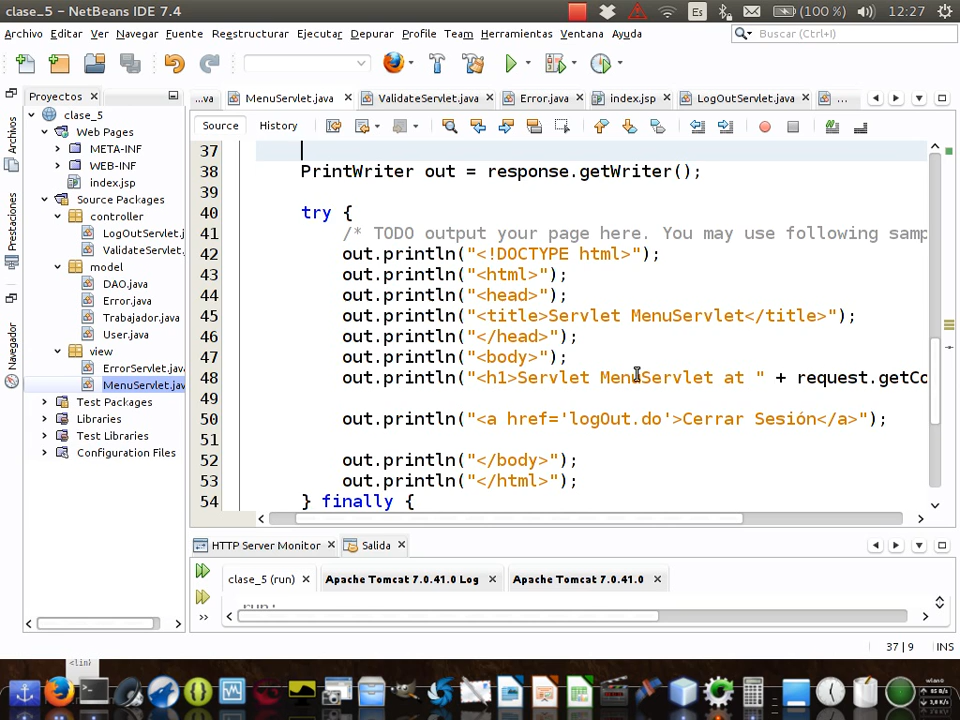 clase_5 - NetBeans IDE 7.4
Es
(100 %)
12:27
Archivo Editar Ver Navegar Fuente Refactorizar Ejecutar Depurar Profile Team Herramientas Ventana Ayuda
Buscar (Ctrl+I)
Proyectos
...va MenuServlet.java ValidateServlet.java Error.java index.jsp LogOutServlet.java ...
Source History
Archivos
Prestaciones
Navegador
clase_5
Web Pages
META-INF
WEB-INF
index.jsp
Source Packages
controller
LogOutServlet.
ValidateServlet.
model
DAO.java
Error.java
Trabajador.java
User.java
view
ErrorServlet.java
MenuServlet.jav
Test Packages
Libraries
Test Libraries
Configuration Files
37
38 PrintWriter out = response.getWriter();
39
40 try {
41 /* TODO output your page here. You may use following samp
42 out.println("<!DOCTYPE html>");
43 out.println("<html>");
44 out.println("<head>");
45 out.println("<title>Servlet MenuServlet</title>");
46 out.println("</head>");
47 out.println("<body>");
48 out.println("<h1>Servlet MenuServlet at " + request.getCo
49
50 out.println("<a href='logOut.do'>Cerrar Sesión</a>");
51
52 out.println("</body>");
53 out.println("</html>");
54 } finally {
HTTP Server Monitor Salida
clase_5 (run) Apache Tomcat 7.0.41.0 Log Apache Tomcat 7.0.41.0
run:
37 | 9 INS